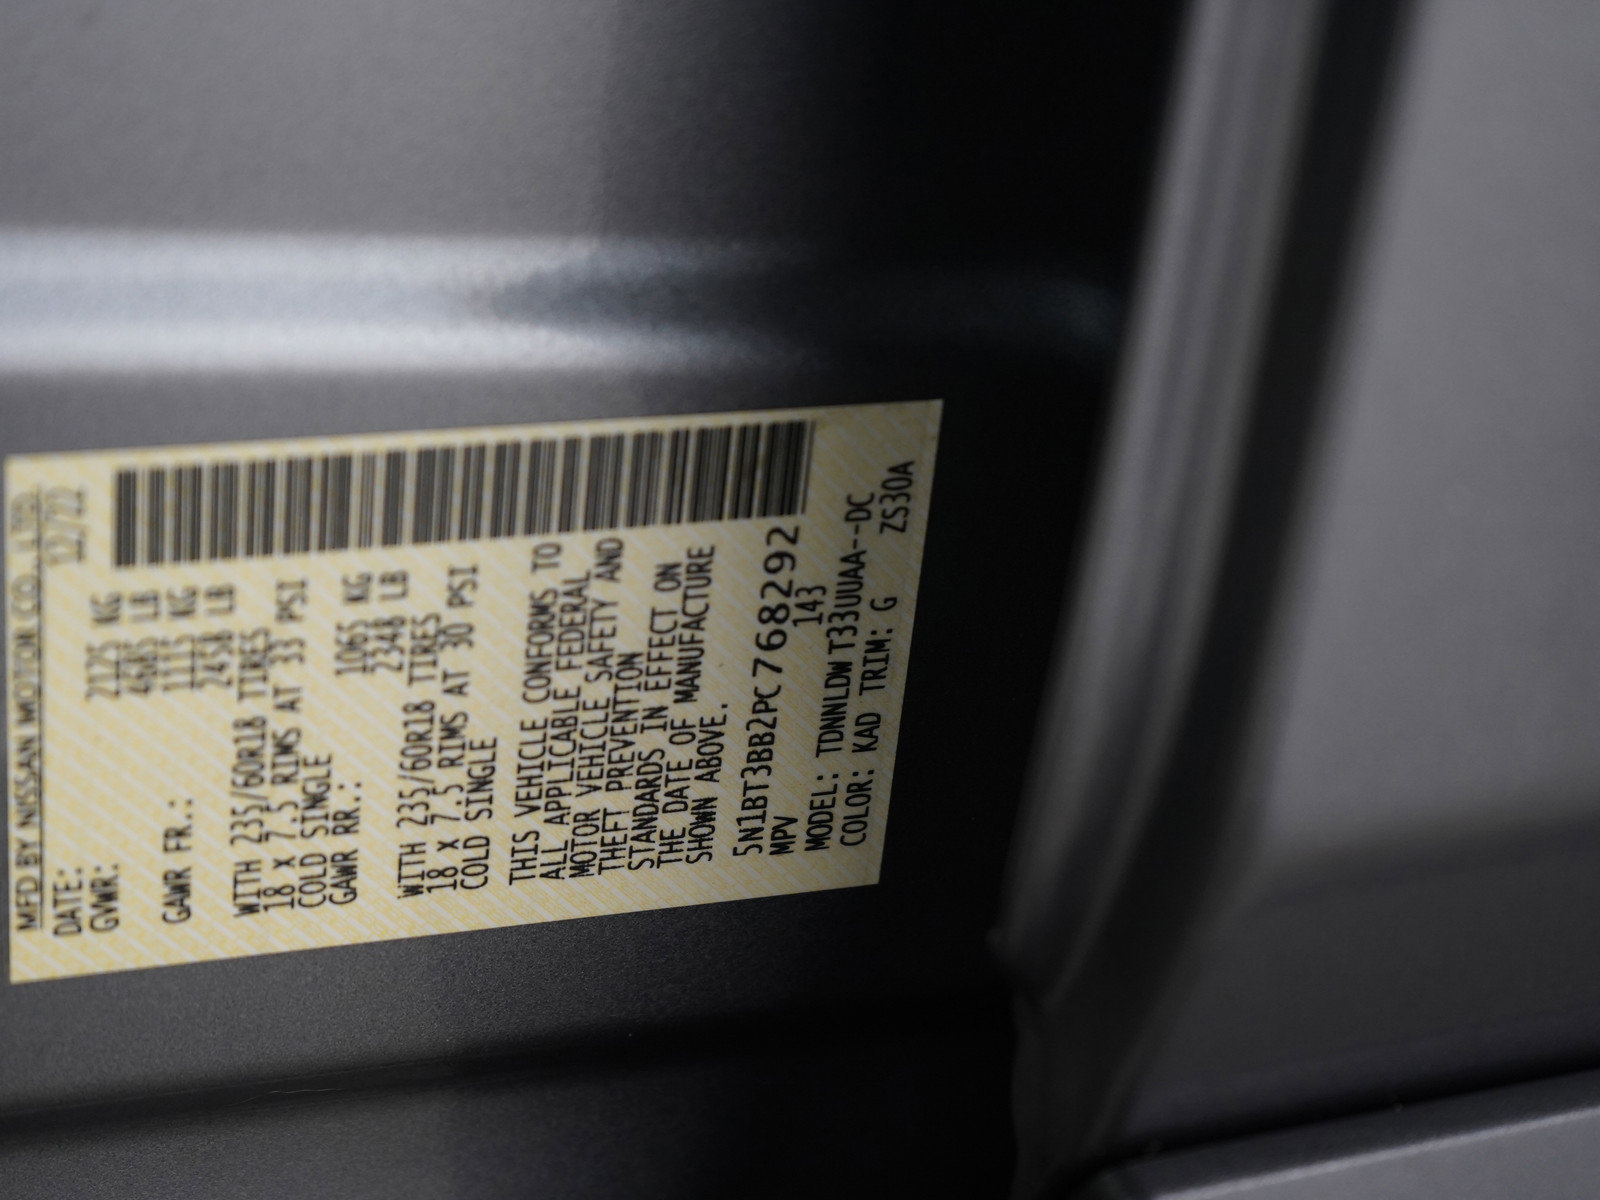 MFD BY NISSAN MOTOR CO., LTD.
DATE: 12/22
GVWR: 2125 KG
4685 LB
GAWR FR.: 1115 KG
2458 LB
WITH 235/60R18 TIRES
18 x 7.5 RIMS AT 33 PSI
COLD SINGLE
GAWR RR.: 1065 KG
2348 LB
WITH 235/60R18 TIRES
18 x 7.5 RIMS AT 30 PSI
COLD SINGLE
THIS VEHICLE CONFORMS TO
ALL APPLICABLE FEDERAL
MOTOR VEHICLE SAFETY AND
THEFT PREVENTION
STANDARDS IN EFFECT ON
THE DATE OF MANUFACTURE
SHOWN ABOVE.
5N1BT3BB2PC768292
MPV 143
MODEL: TDNNLDW T33UUAA--DC
COLOR: KAD TRIM: G ZS30A